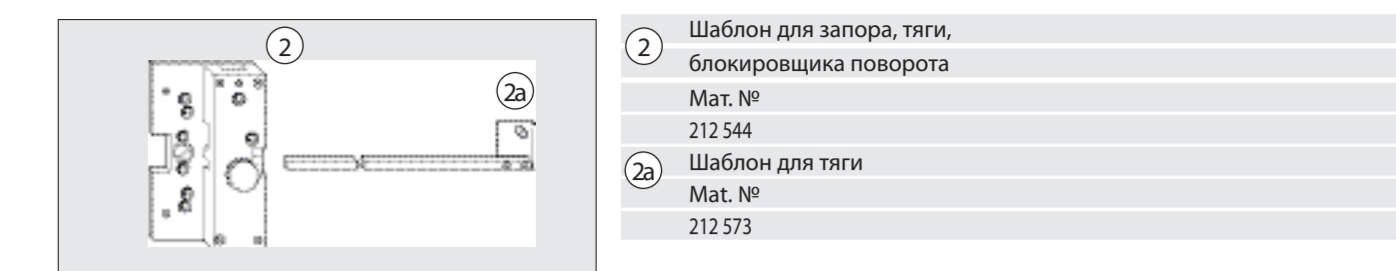 2
2a
2
Шаблон для запора, тяги,
блокировщика поворота
Мат. №
212 544
2a
Шаблон для тяги
Mat. №
212 573